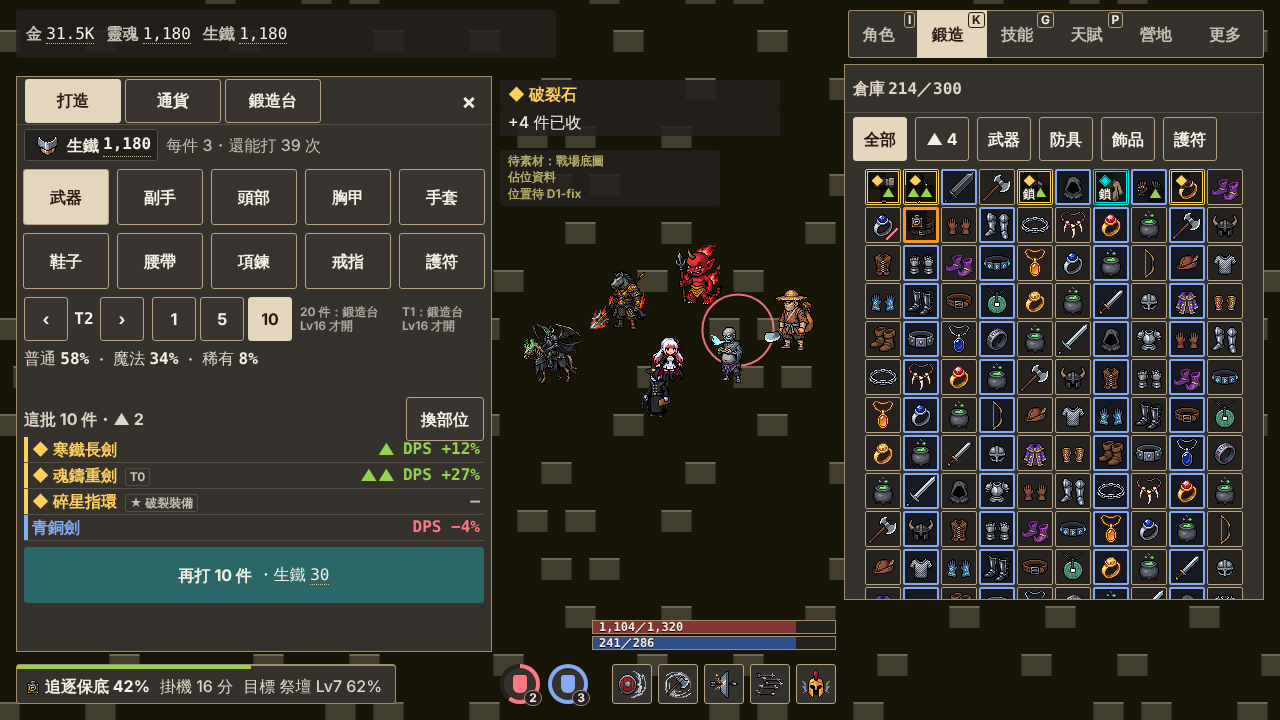 金 31.5K 靈魂 1,180 生鐵 1,180
角色 I 鍛造 K 技能 G 天賦 P 營地 更多
打造 通貨 鍛造台 ×
生鐵 1,180 每件 3・還能打 39 次
武器 副手 頭部 胸甲 手套
鞋子 腰帶 項鍊 戒指 護符
‹ T2 › 1 5 10
20 件：鍛造台
Lv16 才開
T1：鍛造台
Lv16 才開
普通 58% · 魔法 34% · 稀有 8%
這批 10 件・▲ 2
換部位
◆ 寒鐵長劍 ▲ DPS +12%
◆ 魂鑄重劍 T0 ▲▲ DPS +27%
◆ 碎星指環 ★ 破裂裝備 —
青銅劍 DPS −4%
再打 10 件 ・生鐵 30
追逐保底 42% 掛機 16 分 目標 祭壇 Lv7 62%
◆ 破裂石
+4 件已收
待素材：戰場底圖
佔位資料
位置待 D1-fix
1,104／1,320
241／286
2
3
倉庫 214／300
全部 ▲ 4 武器 防具 飾品 護符
鎖 鎖